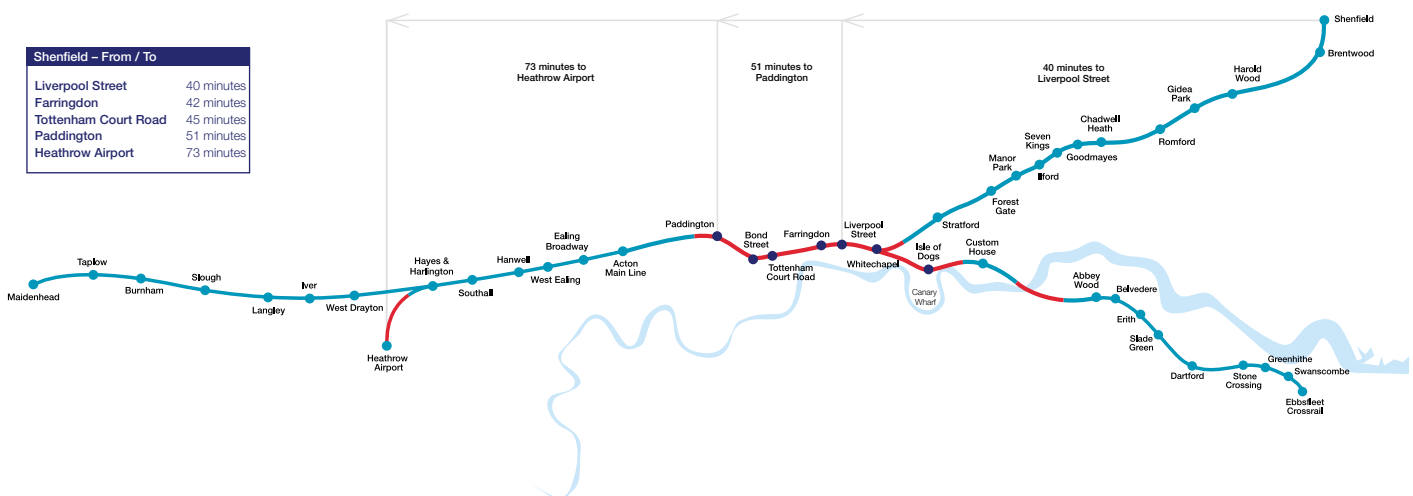 Shenfield – From / To
Liverpool Street 40 minutes
Farringdon 42 minutes
Tottenham Court Road 45 minutes
Paddington 51 minutes
Heathrow Airport 73 minutes
73 minutes to
Heathrow Airport
51 minutes to
Paddington
40 minutes to
Liverpool Street
Shenfield
Brentwood
Harold
Wood
Gidea
Park
Romford
Chadwell
Heath
Goodmayes
Seven
Kings
Ilford
Manor
Park
Forest
Gate
Stratford
Maidenhead
Taplow
Burnham
Slough
Langley
Iver
West Drayton
Heathrow
Airport
Hayes &
Harlington
Southall
Hanwell
West Ealing
Ealing
Broadway
Acton
Main Line
Paddington
Bond
Street
Tottenham
Court Road
Farringdon
Liverpool
Street
Whitechapel
Isle of
Dogs
Canary
Wharf
Custom
House
Abbey
Wood
Belvedere
Erith
Slade
Green
Dartford
Stone
Crossing
Greenhithe
Swanscombe
Ebbsfleet
Crossrail